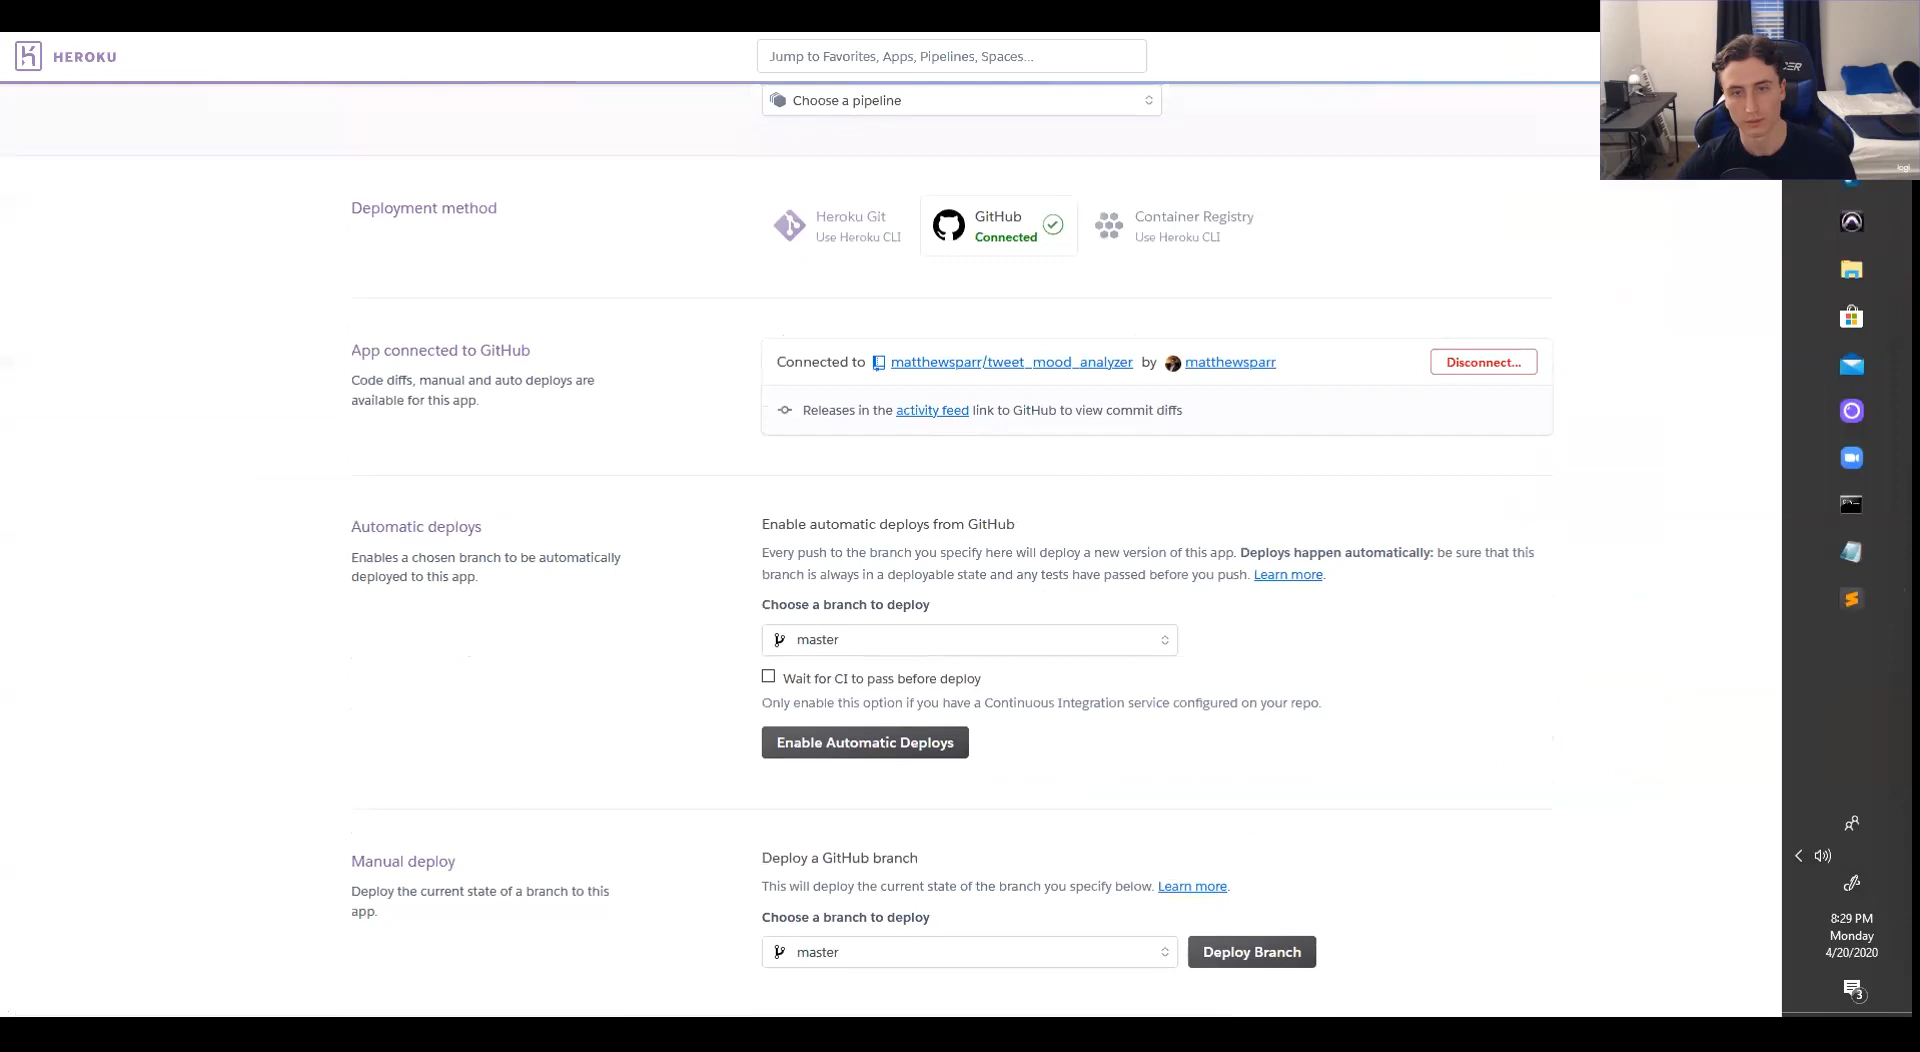 HEROKU
Jump to Favorites, Apps, Pipelines, Spaces...
Choose a pipeline
Deployment method
Heroku Git
Use Heroku CLI
GitHub
Connected
Container Registry
Use Heroku CLI
App connected to GitHub
Code diffs, manual and auto deploys are
available for this app.
Connected to matthewsparr/tweet_mood_analyzer by matthewsparr
Disconnect...
Releases in the activity feed link to GitHub to view commit diffs
Automatic deploys
Enables a chosen branch to be automatically
deployed to this app.
Enable automatic deploys from GitHub
Every push to the branch you specify here will deploy a new version of this app. Deploys happen automatically: be sure that this
branch is always in a deployable state and any tests have passed before you push. Learn more.
Choose a branch to deploy
master
Wait for CI to pass before deploy
Only enable this option if you have a Continuous Integration service configured on your repo.
Enable Automatic Deploys
Manual deploy
Deploy the current state of a branch to this
app.
Deploy a GitHub branch
This will deploy the current state of the branch you specify below. Learn more.
Choose a branch to deploy
master
Deploy Branch
logi
8:29 PM
Monday
4/20/2020
3